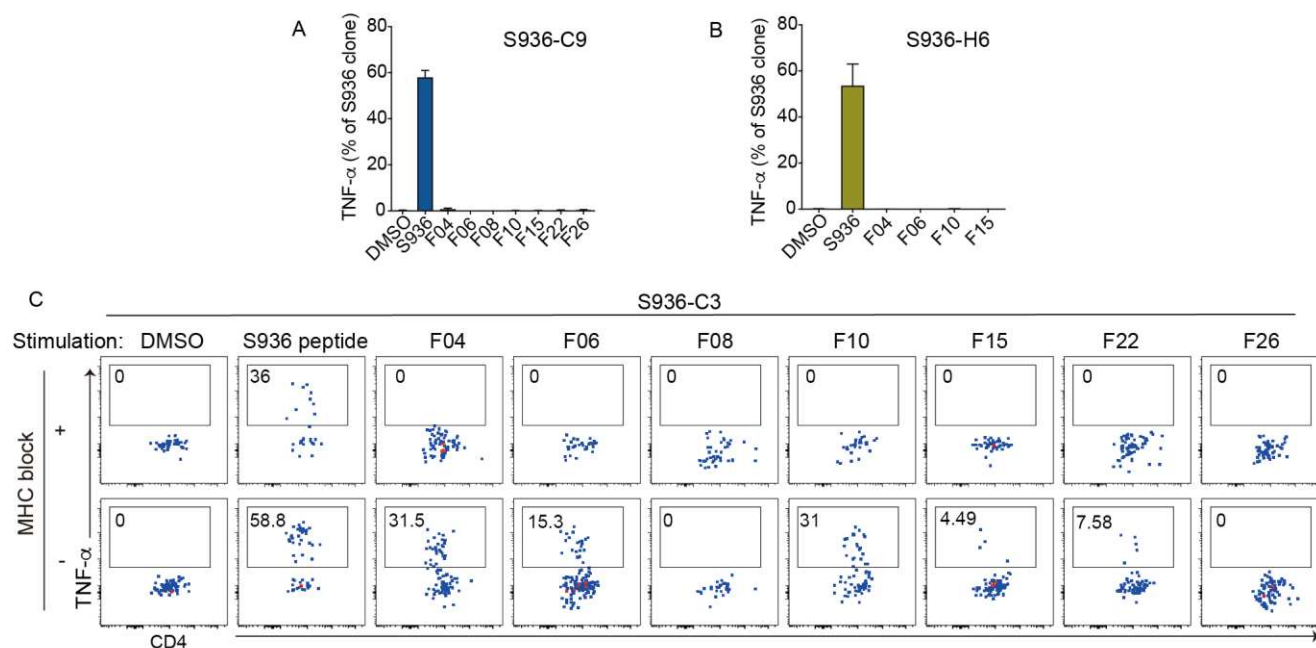 A
S936-C9
TNF-α (% of S936 clone)
80
60
40
20
0
DMSO
S936
F04
F06
F08
F10
F15
F22
F26
B
S936-H6
TNF-α (% of S936 clone)
80
60
40
20
0
DMSO
S936
F04
F06
F10
F15
C
S936-C3
Stimulation: DMSO S936 peptide F04 F06 F08 F10 F15 F22 F26
MHC block
+
0 36 0 0 0 0 0 0 0
-
0 58.8 31.5 15.3 0 31 4.49 7.58 0
TNF-α
CD4